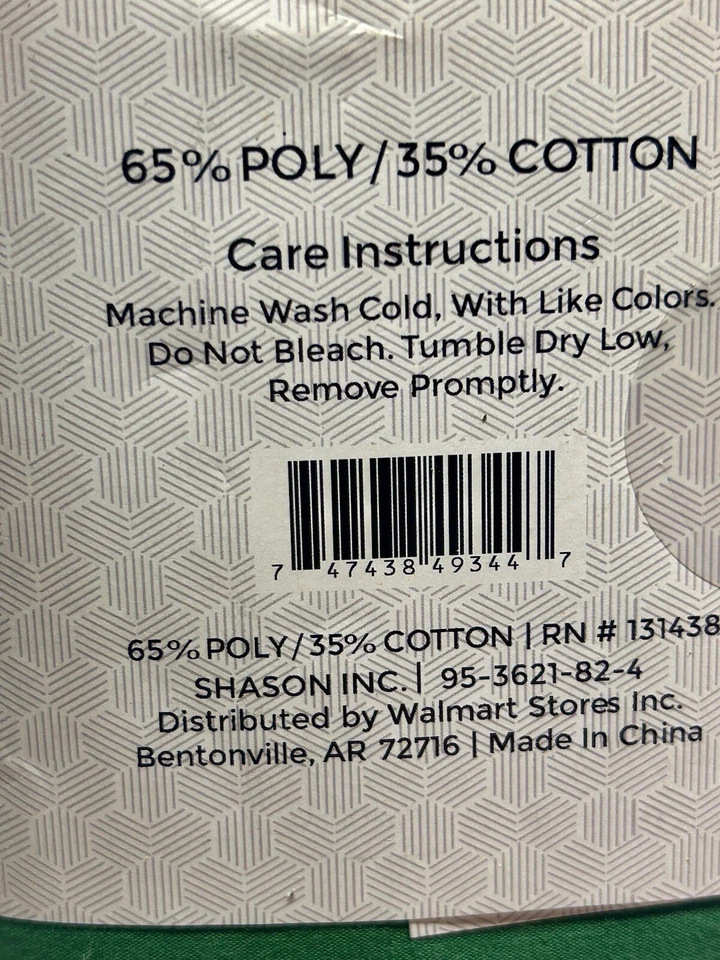 65% POLY/35% COTTON
Care Instructions
Machine Wash Cold, With Like Colors.
Do Not Bleach. Tumble Dry Low,
Remove Promptly.
7 47438 49344 7
65% POLY/35% COTTON | RN # 131438
SHASON INC. | 95-3621-82-4
Distributed by Walmart Stores Inc.
Bentonville, AR 72716 | Made In China